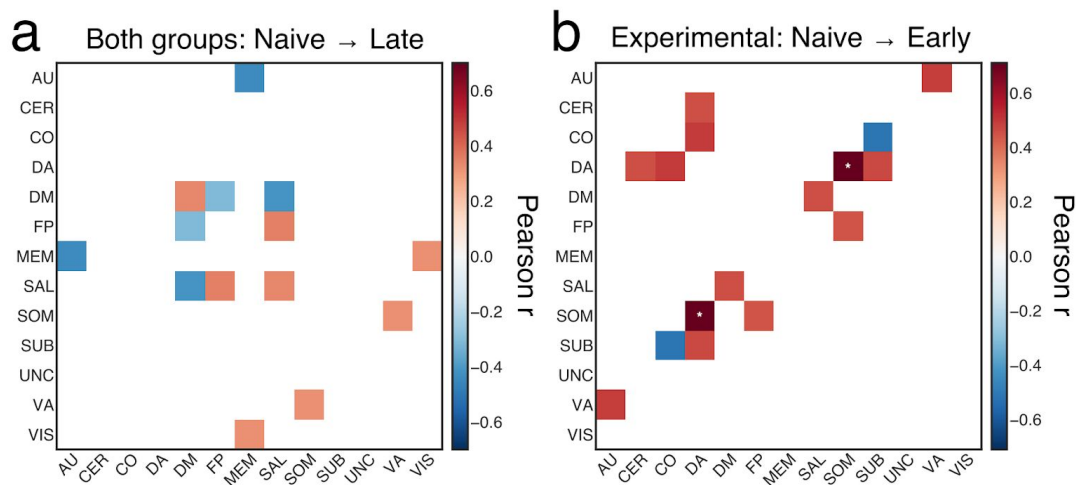 a
Both groups: Naive → Late
AU
CER
CO
DA
DM
FP
MEM
SAL
SOM
SUB
UNC
VA
VIS
AU CER CO DA DM FP MEM SAL SOM SUB UNC VA VIS
0.6
0.4
0.2
0.0
−0.2
−0.4
−0.6
Pearson r
b
Experimental: Naive → Early
AU
CER
CO
DA
DM
FP
MEM
SAL
SOM
SUB
UNC
VA
VIS
*
*
AU CER CO DA DM FP MEM SAL SOM SUB UNC VA VIS
0.6
0.4
0.2
0.0
−0.2
−0.4
−0.6
Pearson r